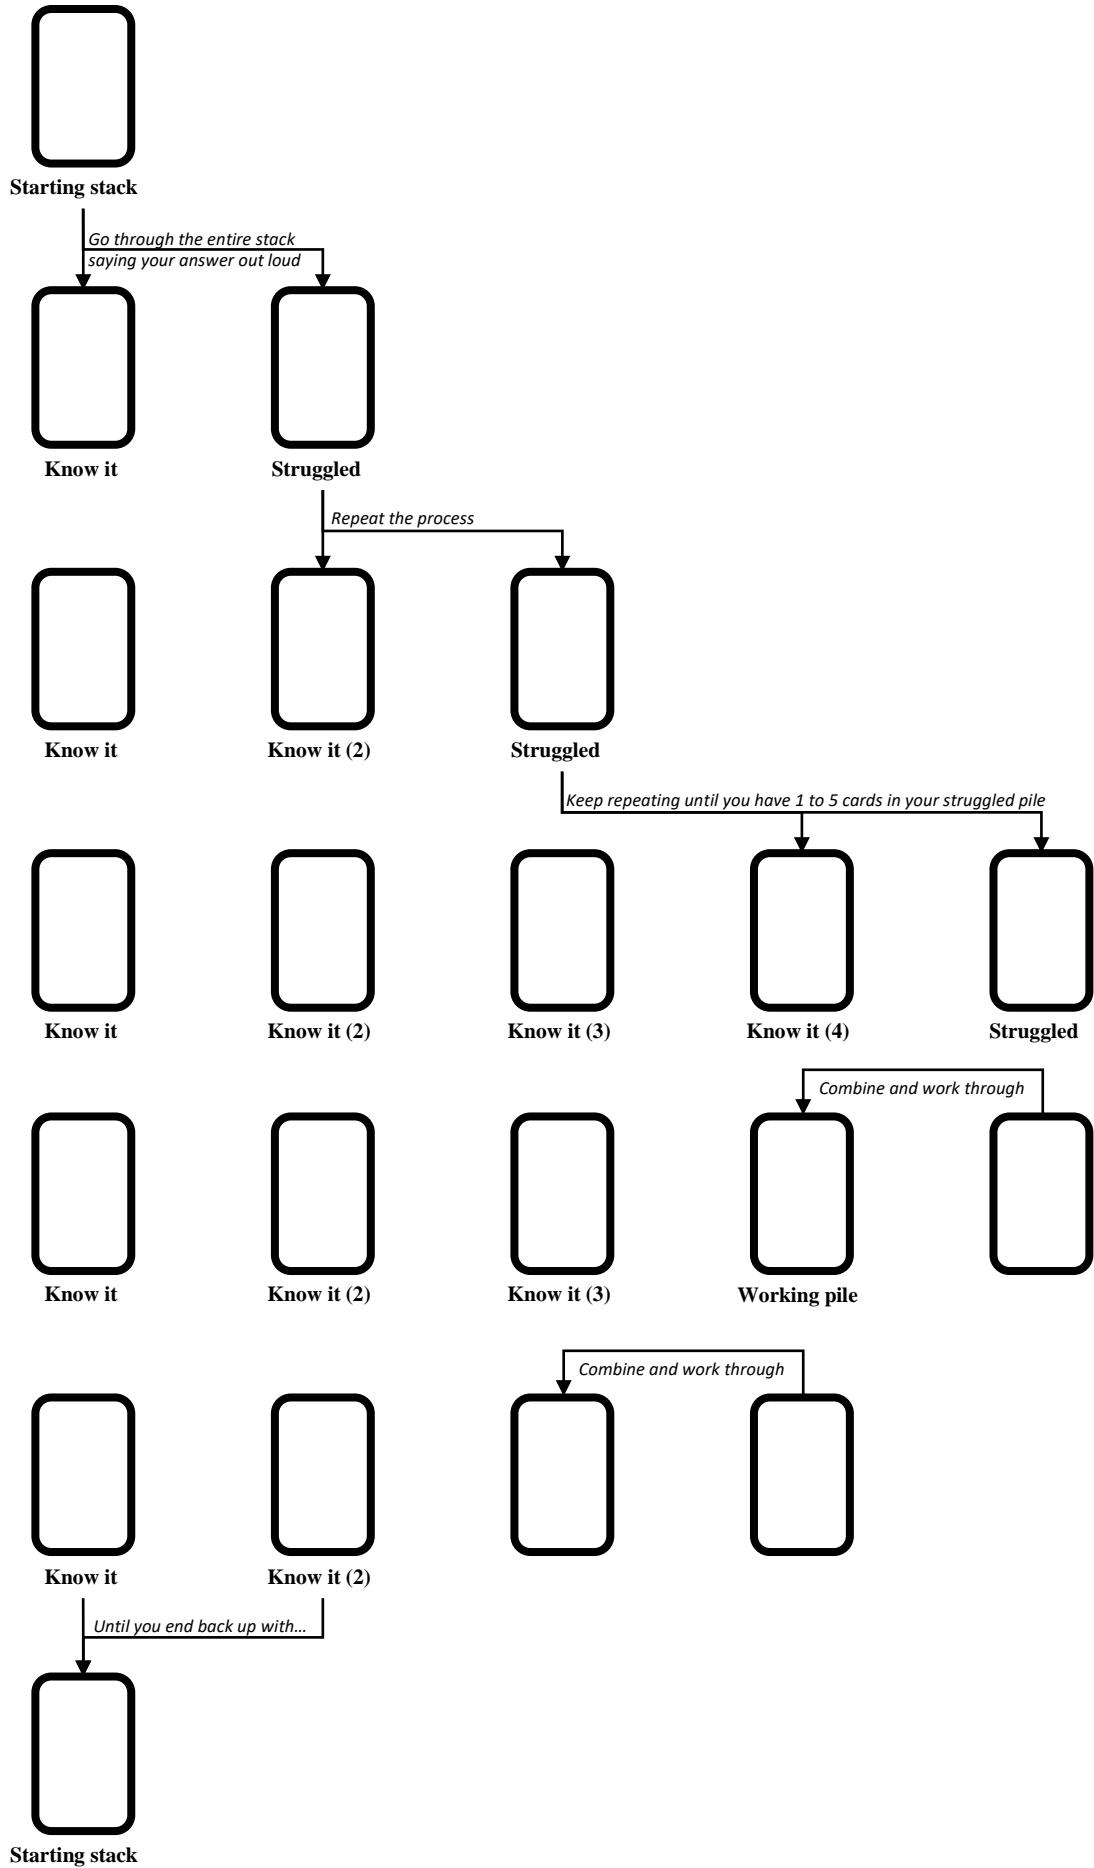 Starting stack
Go through the entire stack
saying your answer out loud
Know it
Struggled
Repeat the process
Know it
Know it (2)
Struggled
Keep repeating until you have 1 to 5 cards in your struggled pile
Know it
Know it (2)
Know it (3)
Know it (4)
Struggled
Combine and work through
Know it
Know it (2)
Know it (3)
Working pile
Combine and work through
Know it
Know it (2)
Until you end back up with...
Starting stack